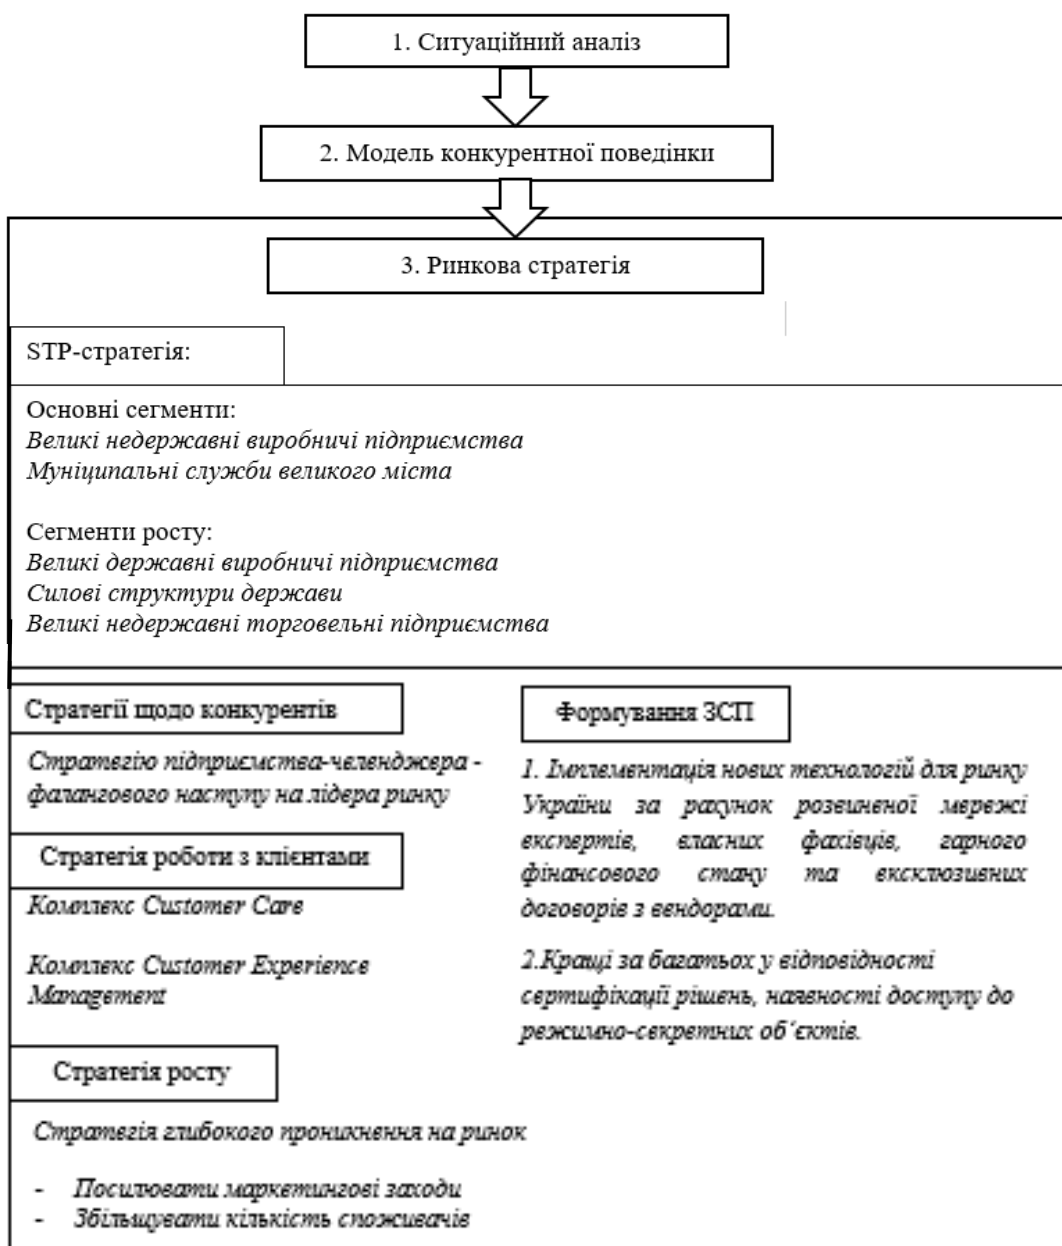 1. Ситуаційний аналіз
2. Модель конкурентної поведінки
3. Ринкова стратегія
STP-стратегія:
Основні сегменти:
Великі недержавні виробничі підприємства
Муніципальні служби великого міста
Сегменти росту:
Великі державні виробничі підприємства
Силові структури держави
Великі недержавні торговельні підприємства
Стратегії щодо конкурентів
Стратегію підприємства-челенджера -
фалангового наступу на лідера ринку
Стратегія роботи з клієнтами
Комплекс Customer Care
Комплекс Customer Experience
Management
Стратегія росту
Стратегія глибокого проникнення на ринок
- Посилювати маркетингові заходи
- Збільшувати кількість споживачів
Формування ЗСП
1. Імплементація нових технологій для ринку
України за рахунок розвиненої мережі
експертів, власних фахівців, гарного
фінансового стану та ексклюзивних
договорів з вендорами.
2.Кращі за багатьох у відповідності
сертифікації рішень, наявності доступу до
режимно-секретних об‘єктів.